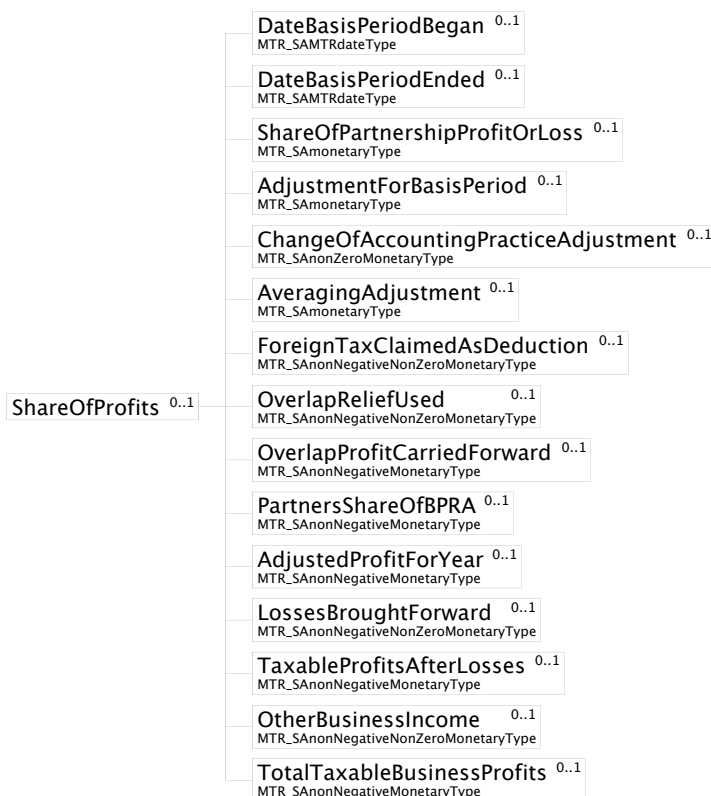 DateBasisPeriodBegan 0..1
MTR_SAMTRdateType
DateBasisPeriodEnded 0..1
MTR_SAMTRdateType
ShareOfPartnershipProfitOrLoss 0..1
MTR_SAmonetaryType
AdjustmentForBasisPeriod 0..1
MTR_SAmonetaryType
ChangeOfAccountingPracticeAdjustment 0..1
MTR_SAnonZeroMonetaryType
AveragingAdjustment 0..1
MTR_SAmonetaryType
ForeignTaxClaimedAsDeduction 0..1
MTR_SAnonNegativeNonZeroMonetaryType
ShareOfProfits 0..1
OverlapReliefUsed 0..1
MTR_SAnonNegativeNonZeroMonetaryType
OverlapProfitCarriedForward 0..1
MTR_SAnonNegativeMonetaryType
PartnersShareOfBPRA 0..1
MTR_SAnonNegativeMonetaryType
AdjustedProfitForYear 0..1
MTR_SAnonNegativeMonetaryType
LossesBroughtForward 0..1
MTR_SAnonNegativeNonZeroMonetaryType
TaxableProfitsAfterLosses 0..1
MTR_SAnonNegativeMonetaryType
OtherBusinessIncome 0..1
MTR_SAnonNegativeNonZeroMonetaryType
TotalTaxableBusinessProfits 0..1
MTR_SAnonNegativeMonetaryType